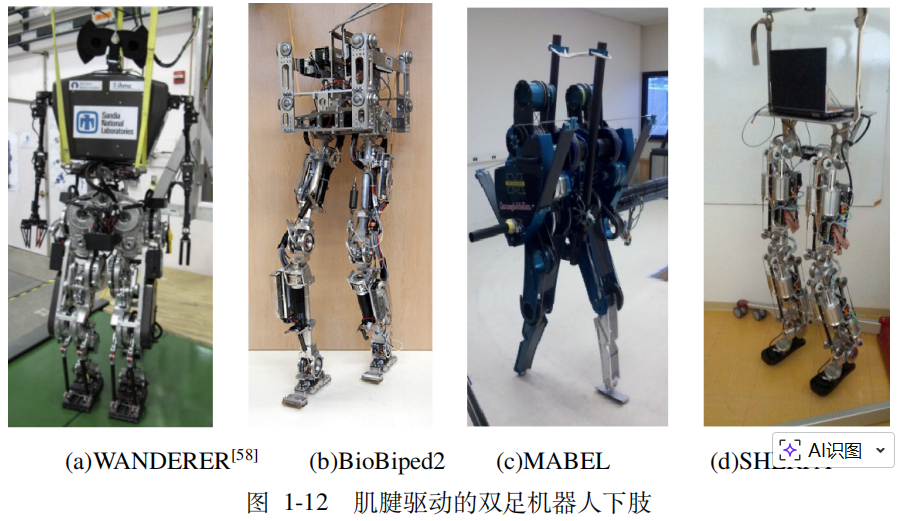 Sandia
National
Laboratories
(a)WANDERER[58]
(b)BioBiped2
(c)MABEL
(d)SHERPA
AI识图
图 1-12 肌腱驱动的双足机器人下肢